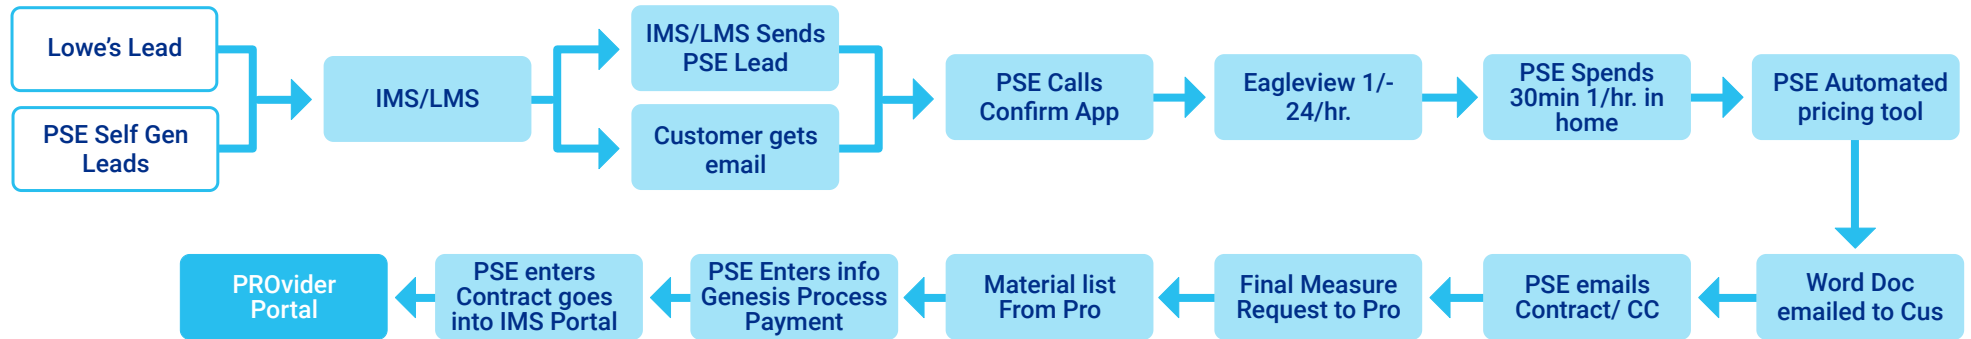 Lowe's Lead
PSE Self Gen
Leads
IMS/LMS
IMS/LMS Sends
PSE Lead
Customer gets
email
PSE Calls
Confirm App
Eagleview 1/-
24/hr.
PSE Spends
30min 1/hr. in
home
PSE Automated
pricing tool
Word Doc
emailed to Cus
PSE emails
Contract/ CC
Final Measure
Request to Pro
Material list
From Pro
PSE Enters info
Genesis Process
Payment
PSE enters
Contract goes
into IMS Portal
PROvider
Portal